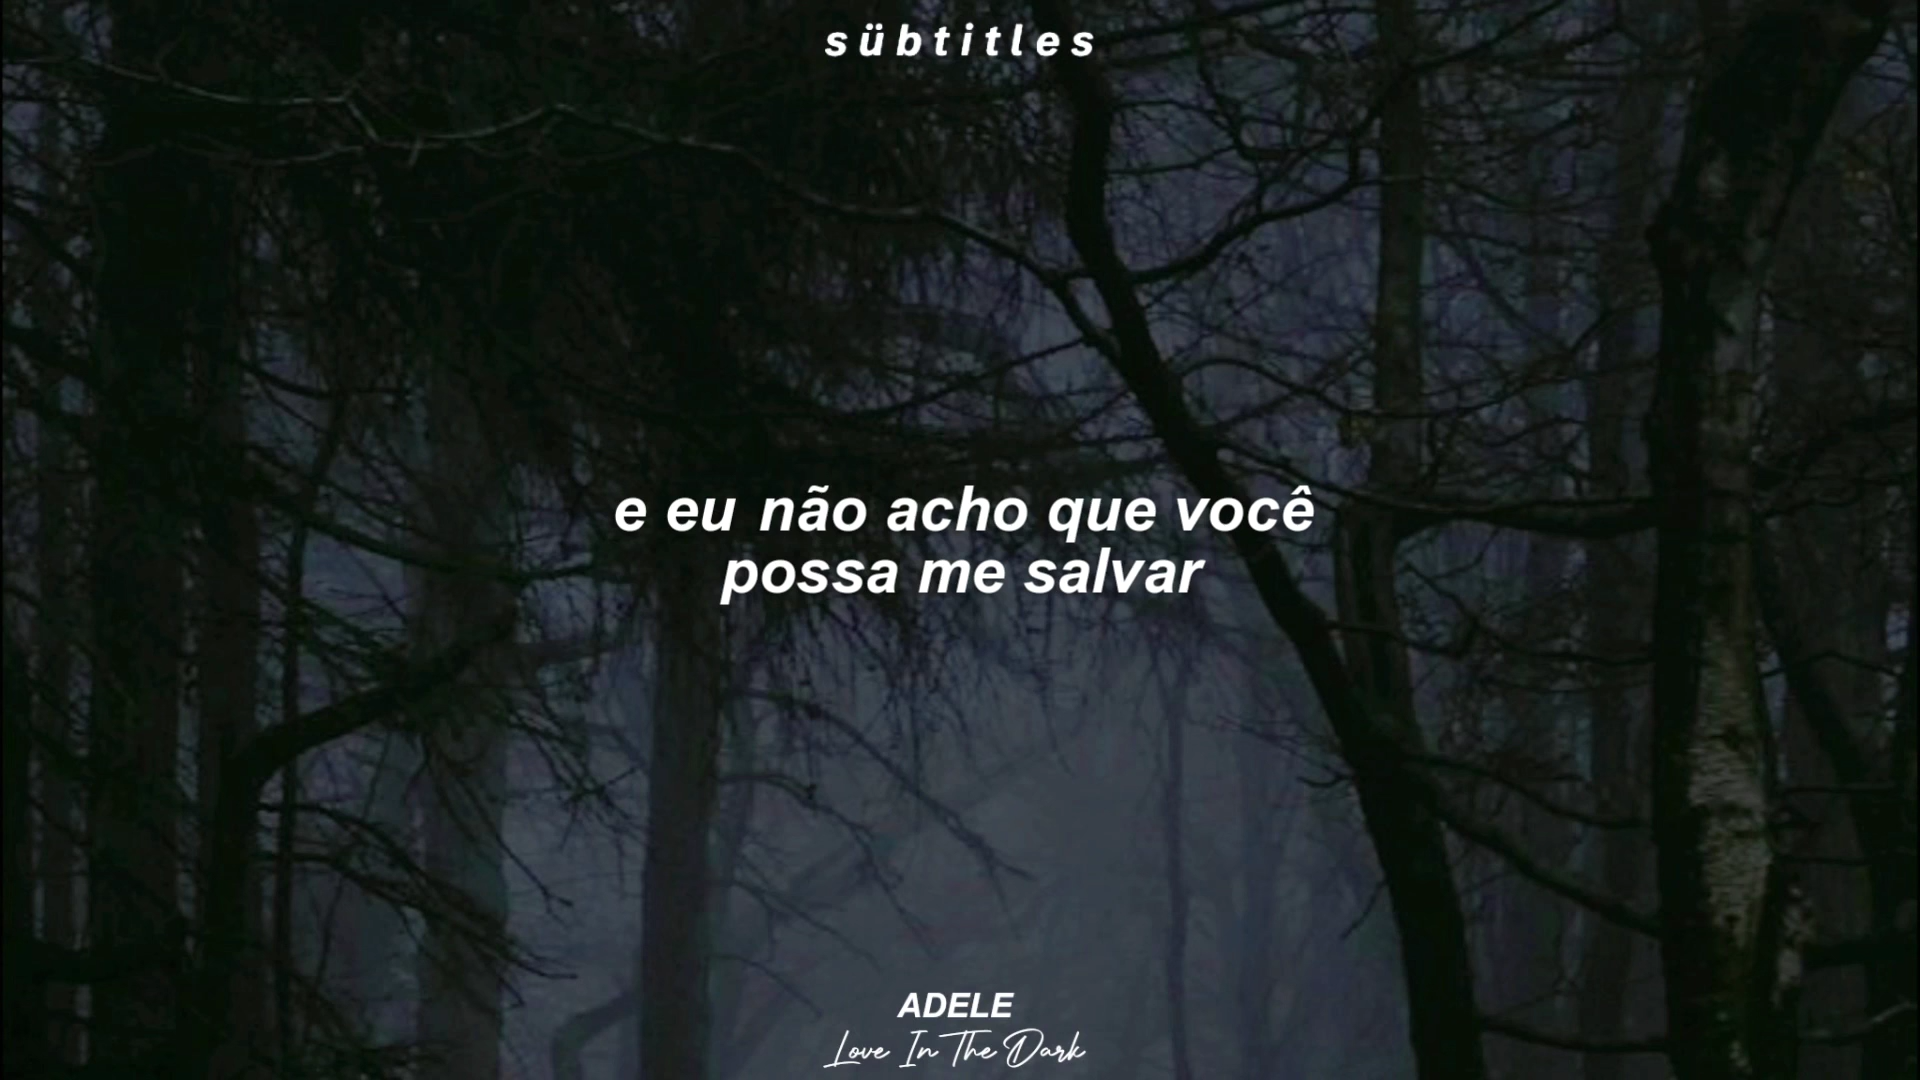 sübtitles
e eu não acho que você
possa me salvar
ADELE
Love In The Dark